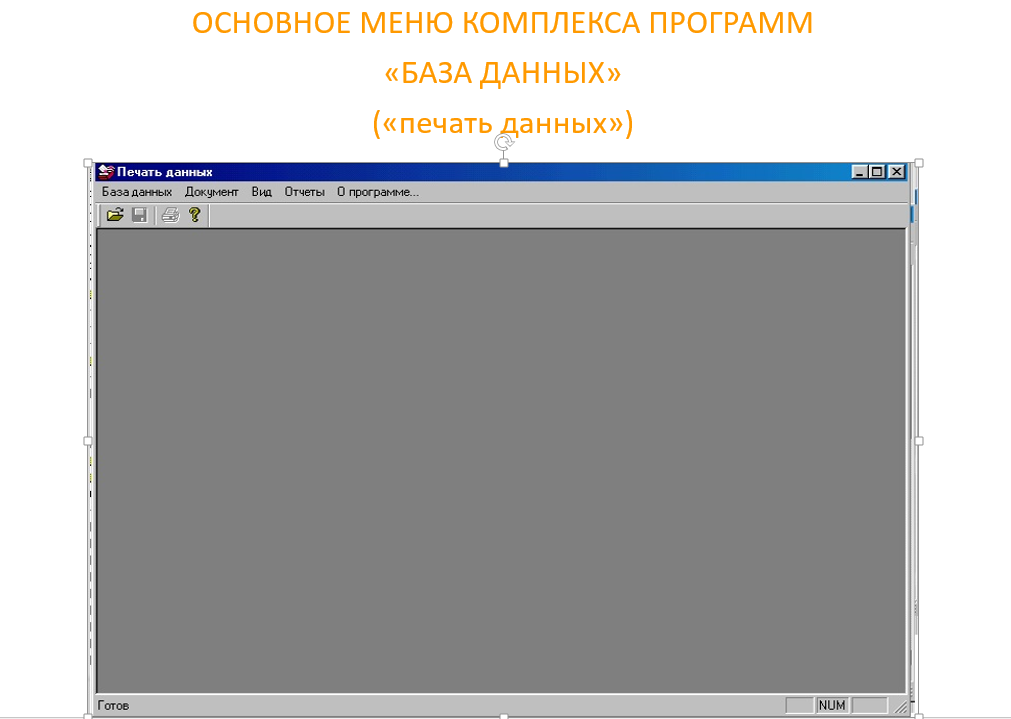 ОСНОВНОЕ МЕНЮ КОМПЛЕКСА ПРОГРАММ
«БАЗА ДАННЫХ»
(«печать данных»)
Печать данных
База данных Документ Вид Отчеты О программе...
Готов NUM